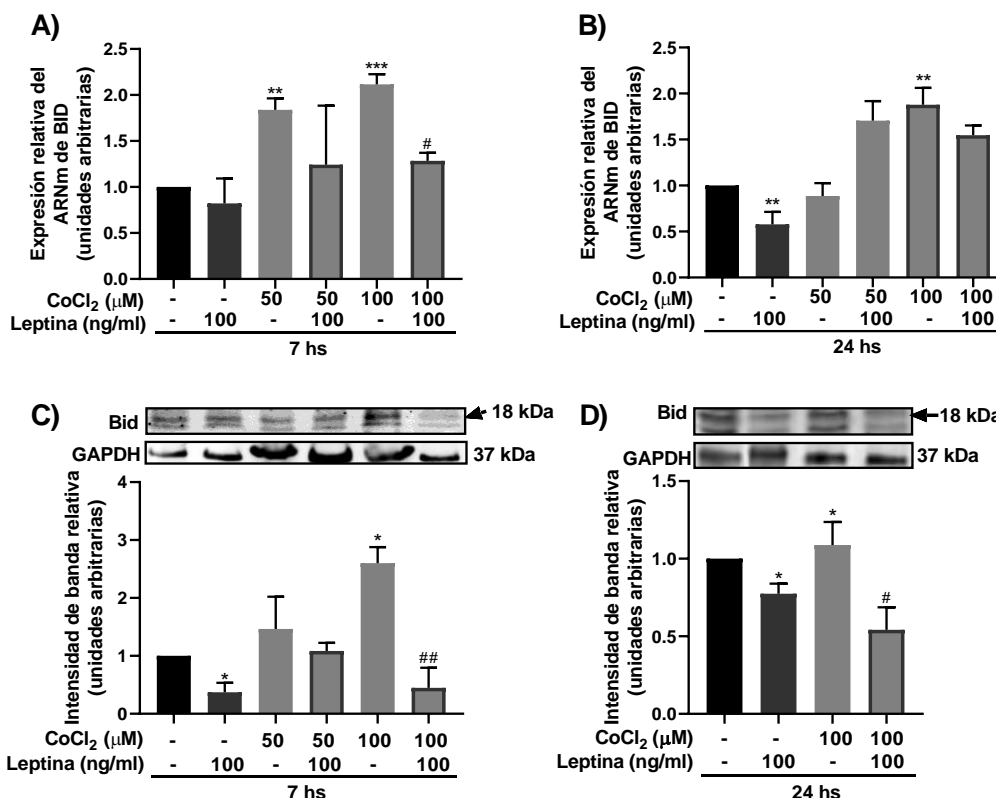 A)
Expresión relativa del
ARNm de BID
(unidades arbitrarias)
2.5
2.0
1.5
1.0
0.5
0.0
** *** #
CoCl2 (μM) - - 50 50 100 100
Leptina (ng/ml) - 100 - 100 - 100
7 hs
B)
Expresión relativa del
ARNm de BID
(unidades arbitrarias)
2.5
2.0
1.5
1.0
0.5
0.0
** **
CoCl2 (μM) - - 50 50 100 100
Leptina (ng/ml) - 100 - 100 - 100
24 hs
C)
Bid 18 kDa
GAPDH 37 kDa
Intensidad de banda relativa
(unidades arbitrarias)
4
3
2
1
0
* * ##
CoCl2 (μM) - - 50 50 100 100
Leptina (ng/ml) - 100 - 100 - 100
7 hs
D)
Bid 18 kDa
GAPDH 37 kDa
Intensidad de banda relativa
(unidades arbitrarias)
1.5
1.0
0.5
0.0
* * #
CoCl2 (μM) - - 100 100
Leptina (ng/ml) - 100 - 100
24 hs